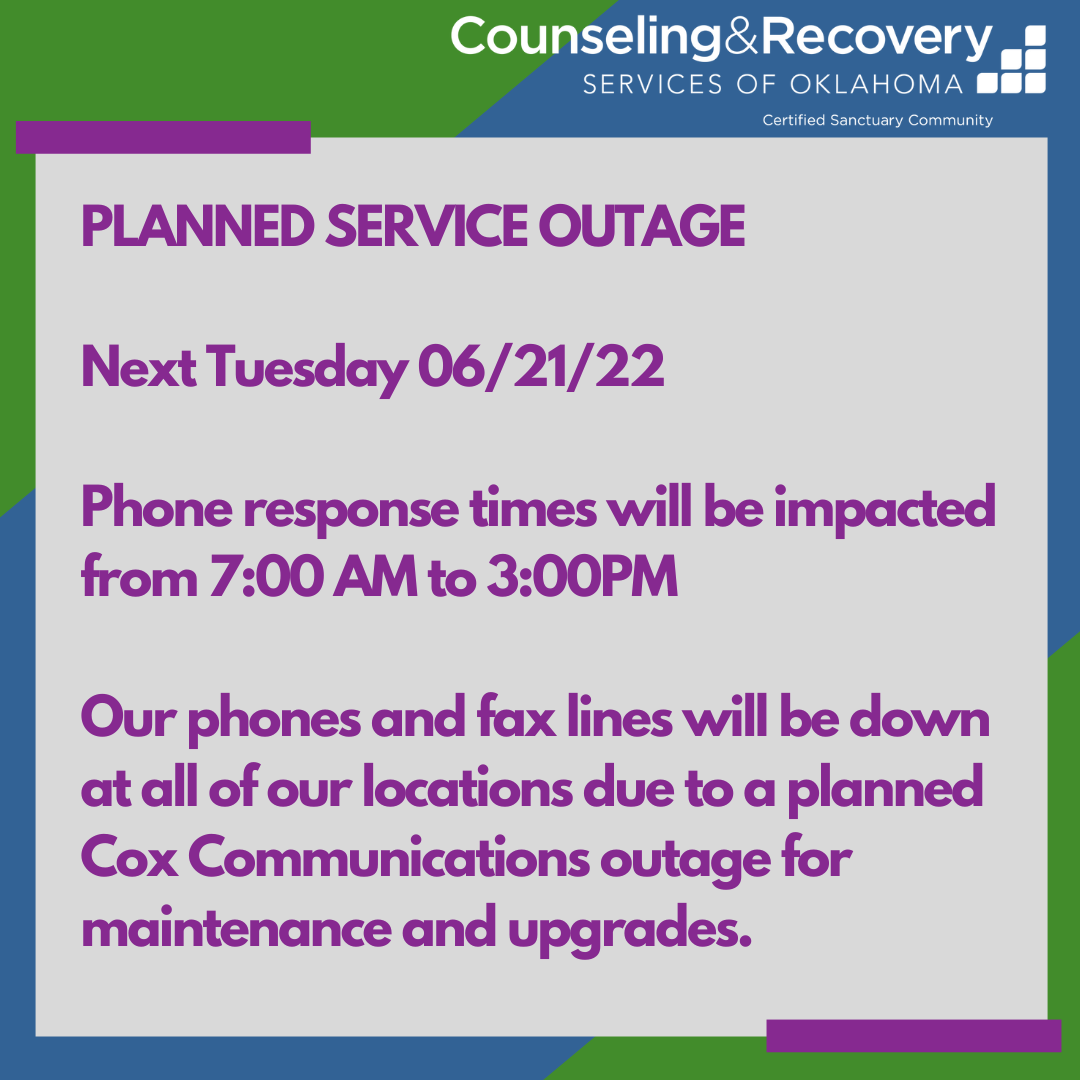 Counseling&Recovery
SERVICES OF OKLAHOMA
Certified Sanctuary Community
PLANNED SERVICE OUTAGE
Next Tuesday 06/21/22
Phone response times will be impacted
from 7:00 AM to 3:00PM
Our phones and fax lines will be down
at all of our locations due to a planned
Cox Communications outage for
maintenance and upgrades.